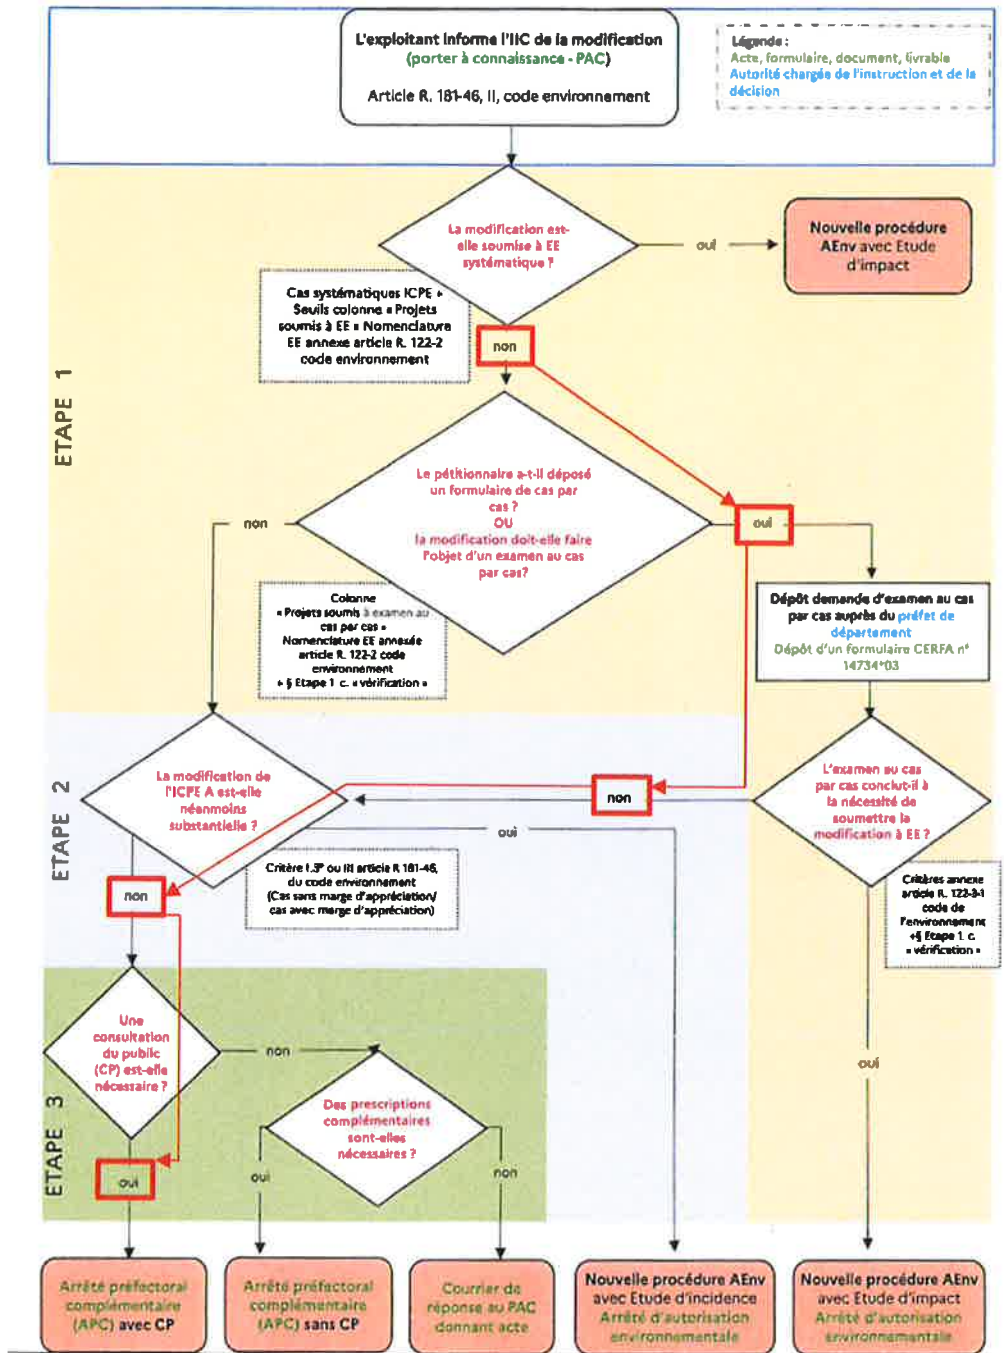 L'exploitant informe l'IIC de la modification
(porter à connaissance - PAC)
Article R. 181-46, II, code environnement
Légende :
Acte, formulaire, document, livrable
Autorité chargée de l'instruction et de la
décision
ETAPE 1
La modification est-
elle soumise à EE
systématique ?
oui
Nouvelle procédure
AEnv avec Etude
d'impact
Cas systématiques ICPE +
Seuils colonne « Projets
soumis à EE » Nomenclature
EE annexe article R. 122-2
code environnement
non
Le pétitionnaire a-t-il déposé
un formulaire de cas par
cas ?
OU
la modification doit-elle faire
l'objet d'un examen au cas
par cas?
non
oui
Colonne
« Projets soumis à examen au
cas par cas »
Nomenclature EE annexée
article R. 122-2 code
environnement
+ § Etape 1 c. « vérification »
Dépôt demande d'examen au cas
par cas auprès du préfet de
département
Dépôt d'un formulaire CERFA n°
14734*03
ETAPE 2
La modification de
l'ICPE A est-elle
néanmoins
substantielle ?
non
L'examen au cas
par cas conclut-il à
la nécessité de
soumettre la
modification à EE ?
oui
Critère I.3° ou III article R 181-46,
du code environnement
(Cas sans marge d'appréciation/
cas avec marge d'appréciation)
non
Critères annexe
article R. 122-3-1
code de
l'environnement
+§ Etape 1. c.
« vérification »
ETAPE 3
Une
consultation
du public
(CP) est-elle
nécessaire ?
non
oui
Des prescriptions
complémentaires
sont-elles
nécessaires ?
oui
oui
non
Arrêté préfectoral
complémentaire
(APC) avec CP
Arrêté préfectoral
complémentaire
(APC) sans CP
Courrier de
réponse au PAC
donnant acte
Nouvelle procédure AEnv
avec Etude d'incidence
Arrêté d'autorisation
environnementale
Nouvelle procédure AEnv
avec Etude d'impact
Arrêté d'autorisation
environnementale